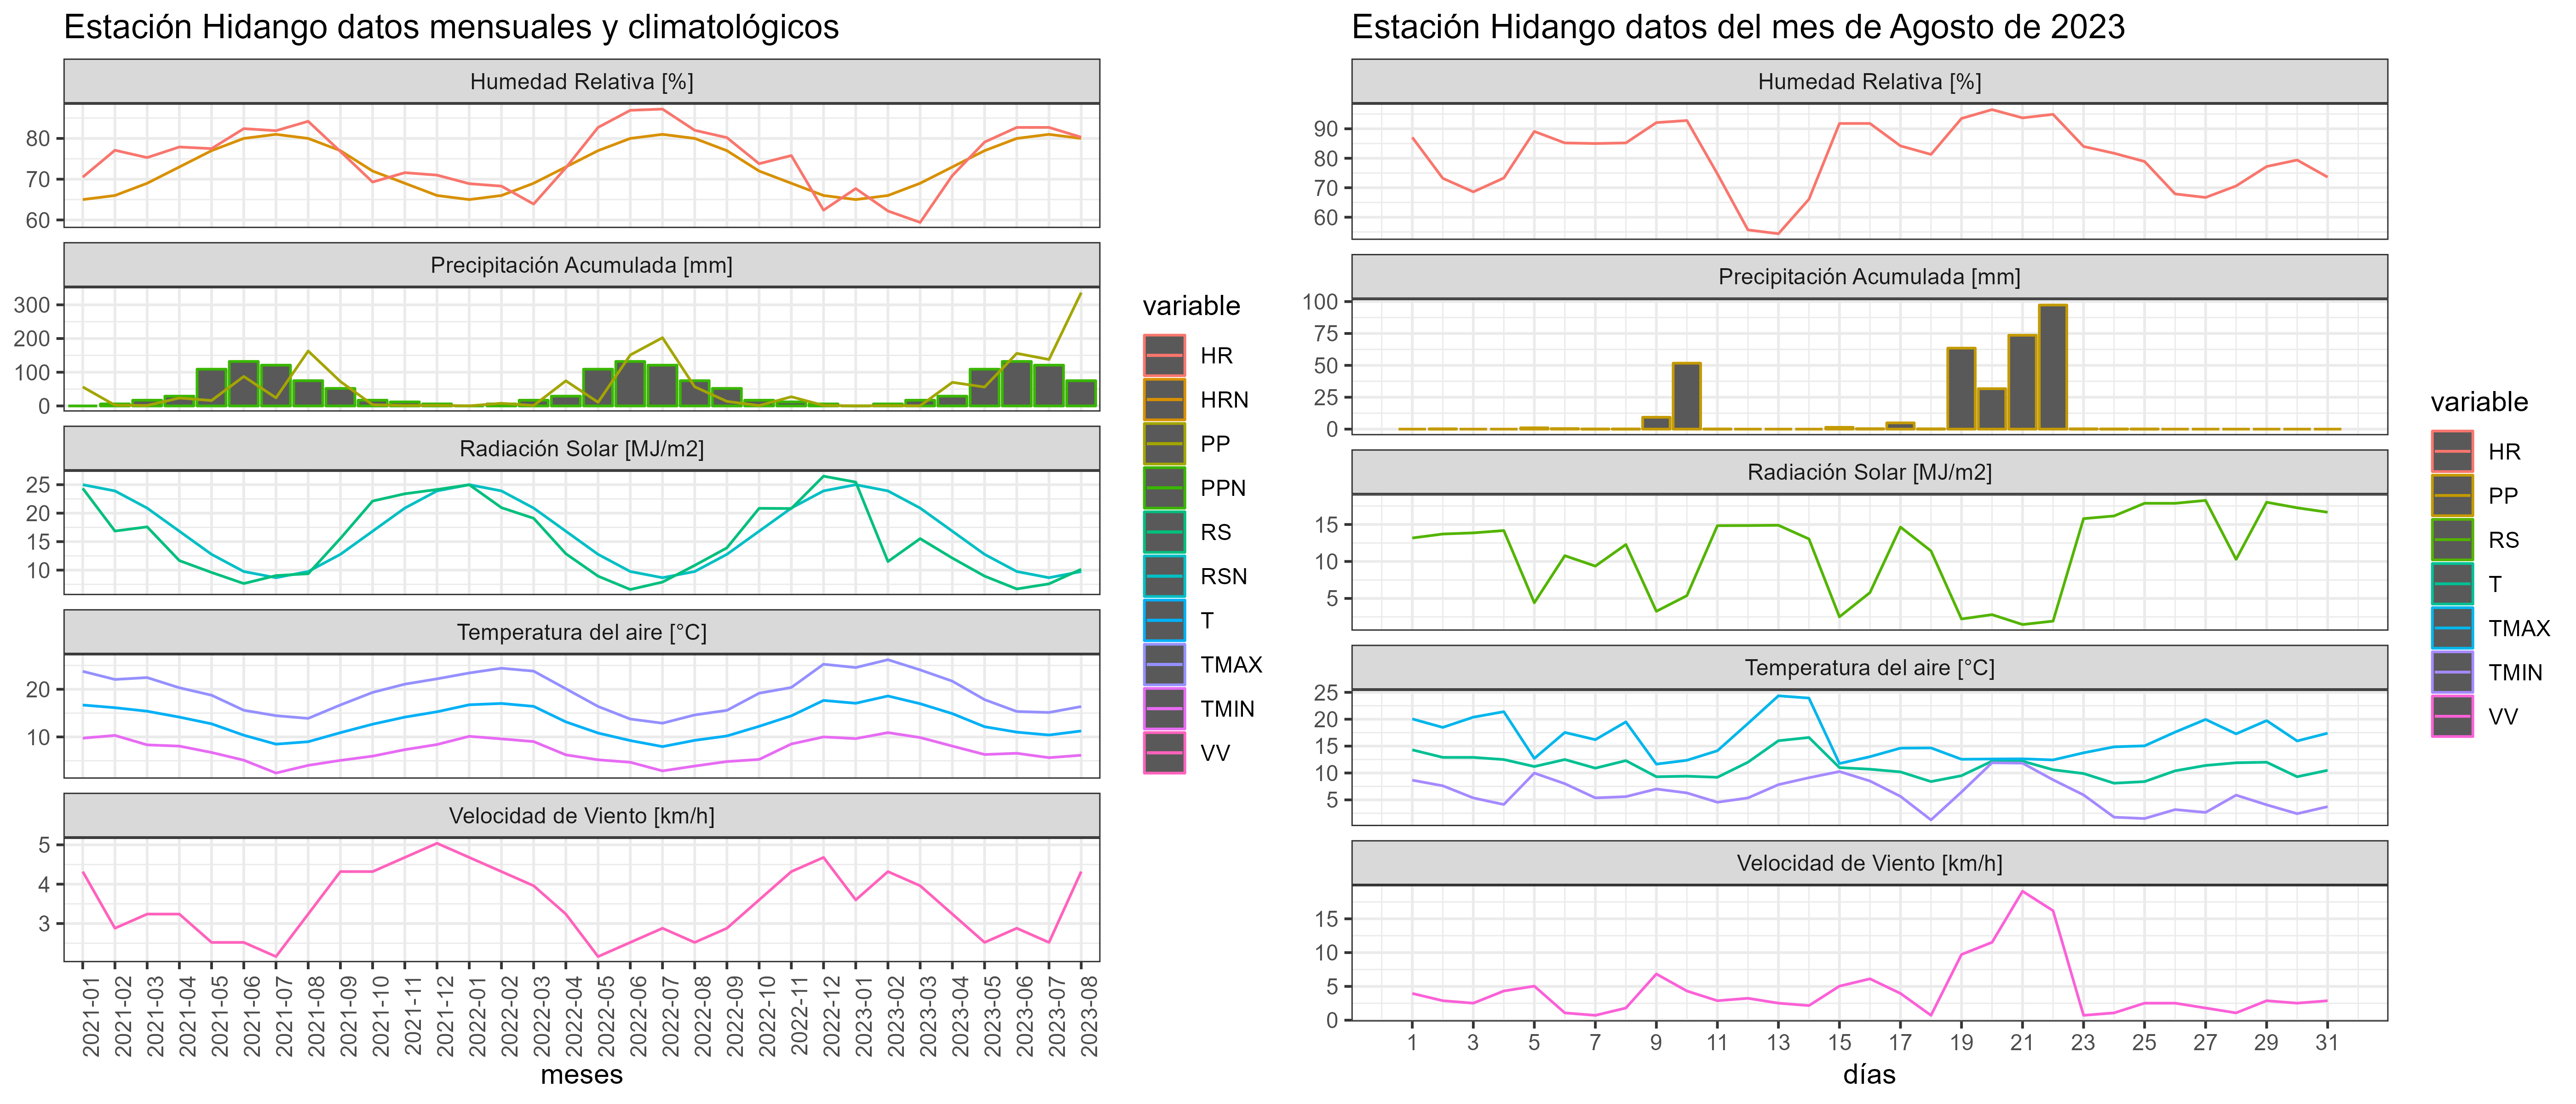 Estación Hidango datos mensuales y climatológicos
Humedad Relativa [%]
80
70
60
Precipitación Acumulada [mm]
300
200
100
0
Radiación Solar [MJ/m2]
25
20
15
10
Temperatura del aire [°C]
20
10
Velocidad de Viento [km/h]
5
4
3
2021-01
2021-02
2021-03
2021-04
2021-05
2021-06
2021-07
2021-08
2021-09
2021-10
2021-11
2021-12
2022-01
2022-02
2022-03
2022-04
2022-05
2022-06
2022-07
2022-08
2022-09
2022-10
2022-11
2022-12
2023-01
2023-02
2023-03
2023-04
2023-05
2023-06
2023-07
2023-08
meses
variable
HR
HRN
PP
PPN
RS
RSN
T
TMAX
TMIN
VV
Estación Hidango datos del mes de Agosto de 2023
Humedad Relativa [%]
90
80
70
60
Precipitación Acumulada [mm]
100
75
50
25
0
Radiación Solar [MJ/m2]
15
10
5
Temperatura del aire [°C]
25
20
15
10
5
Velocidad de Viento [km/h]
15
10
5
0
1 3 5 7 9 11 13 15 17 19 21 23 25 27 29 31
días
variable
HR
PP
RS
T
TMAX
TMIN
VV